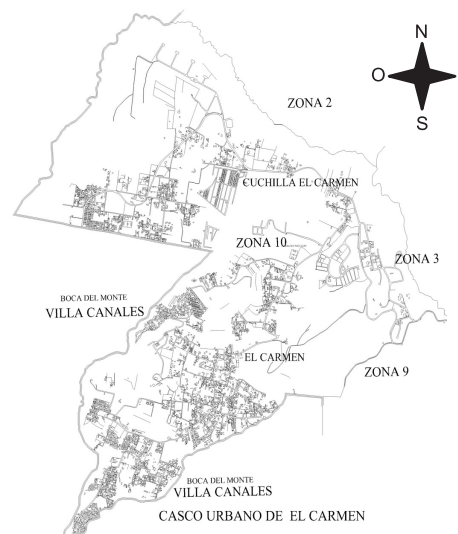 N
O
S
ZONA 2
CUCHILLA EL CARMEN
ZONA 10
ZONA 3
BOCA DEL MONTE
VILLA CANALES
EL CARMEN
ZONA 9
BOCA DEL MONTE
VILLA CANALES
CASCO URBANO DE EL CARMEN